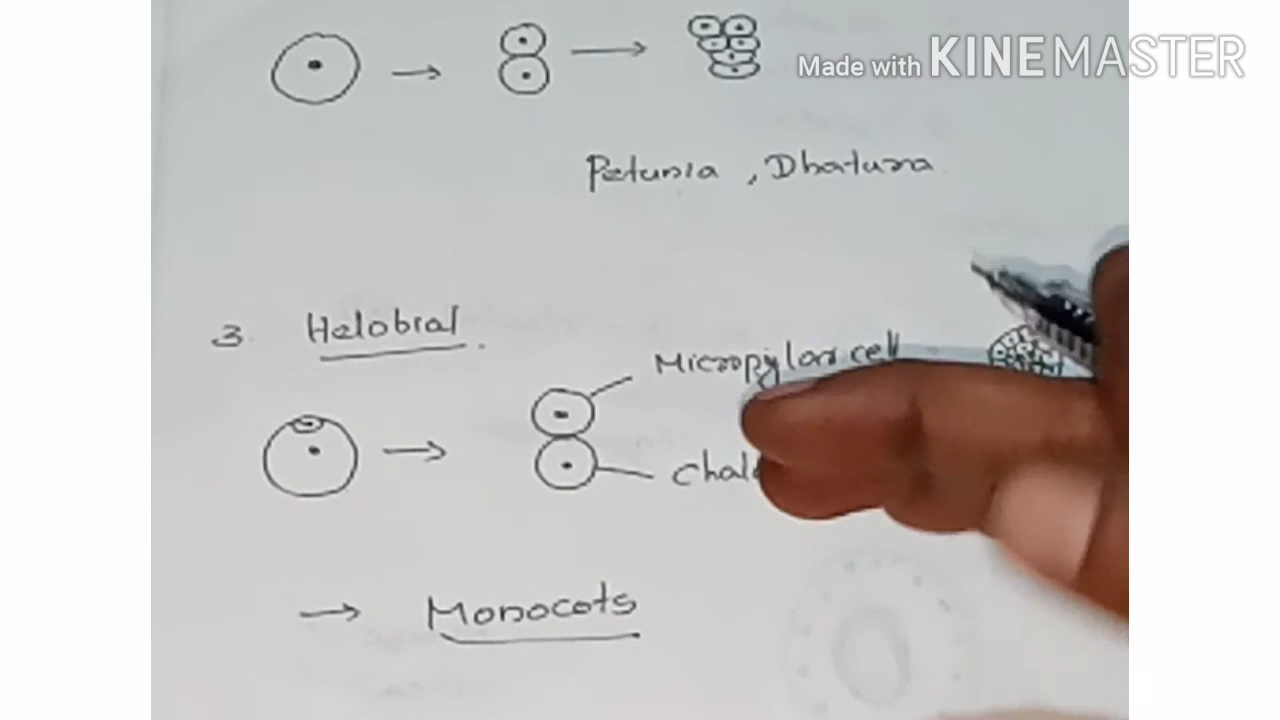 Made with KINEMASTER
Petunia, Dhatura
3. Helobial
Micropylar cell
Monocots